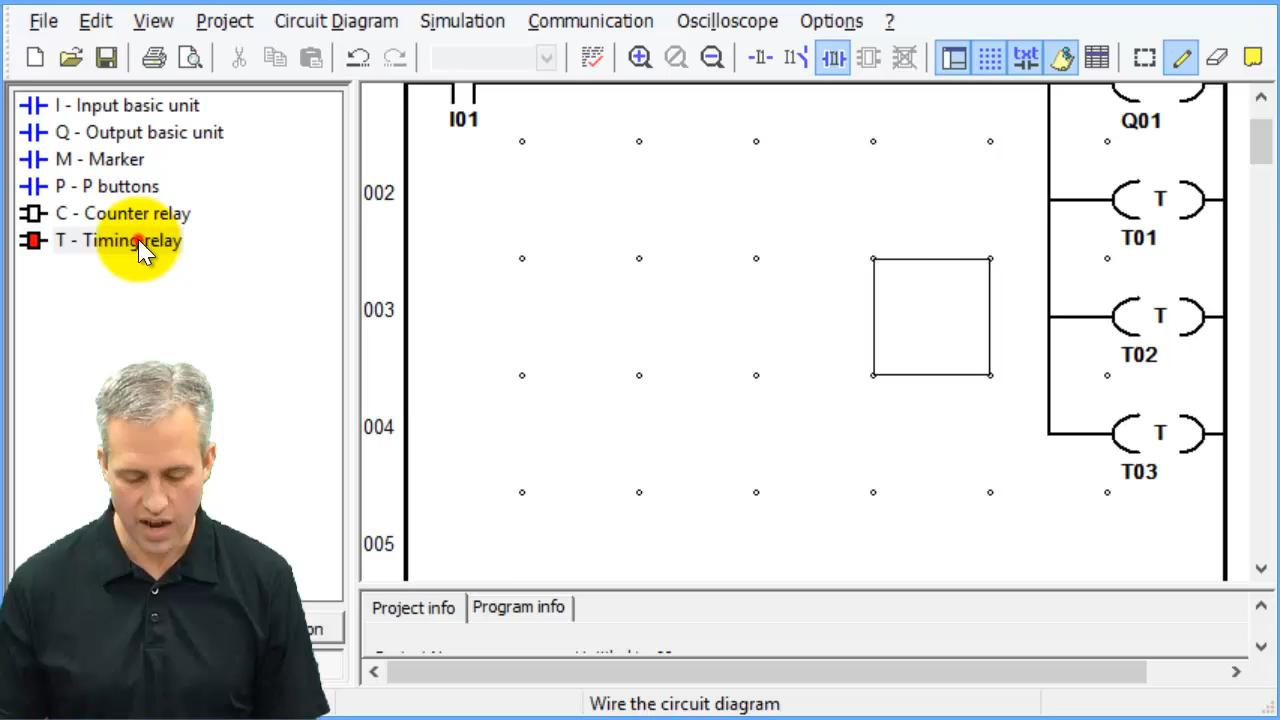 File Edit View Project Circuit Diagram Simulation Communication Oscilloscope Options ?
txt
I - Input basic unit
Q - Output basic unit
M - Marker
P - P buttons
C - Counter relay
T - Timing relay
I01
Q01
002
T
T01
003
T
T02
004
T
T03
005
Project info Program info
Wire the circuit diagram